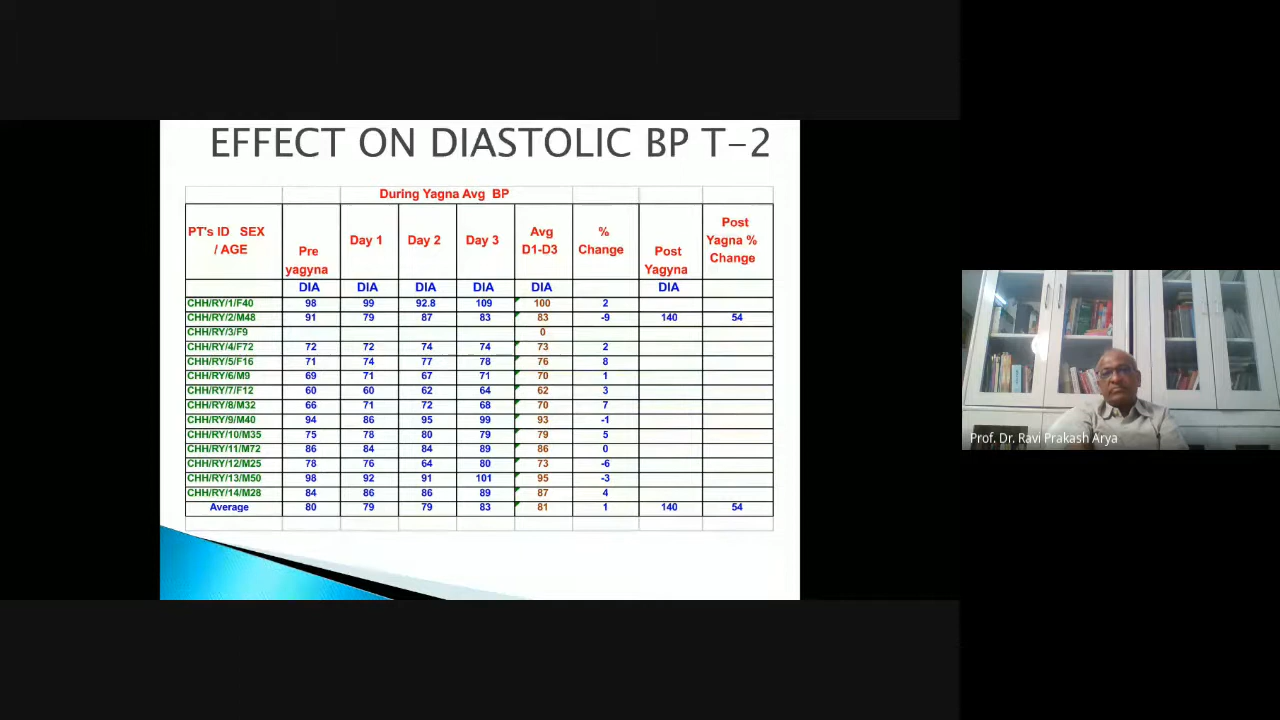 EFFECT ON DIASTOLIC BP T-2
During Yagna Avg BP
PT's ID SEX / AGE Pre yagyna Day 1 Day 2 Day 3 Avg D1-D3 % Change Post Yagyna Post Yagna % Change
DIA DIA DIA DIA DIA DIA
CHH/RY/1/F40 98 99 92.8 109 100 2
CHH/RY/2/M48 91 79 87 83 83 -9 140 54
CHH/RY/3/F9 0
CHH/RY/4/F72 72 72 74 74 73 2
CHH/RY/5/F16 71 74 77 78 76 8
CHH/RY/6/M9 69 71 67 71 70 1
CHH/RY/7/F12 60 60 62 64 62 3
CHH/RY/8/M32 66 71 72 68 70 7
CHH/RY/9/M40 94 86 95 99 93 -1
CHH/RY/10/M35 75 78 80 79 79 5
CHH/RY/11/M72 86 84 84 89 86 0
CHH/RY/12/M25 78 76 64 80 73 -6
CHH/RY/13/M50 98 92 91 101 95 -3
CHH/RY/14/M28 84 86 86 89 87 4
Average 80 79 79 83 81 1 140 54
Prof. Dr. Ravi Prakash Arya